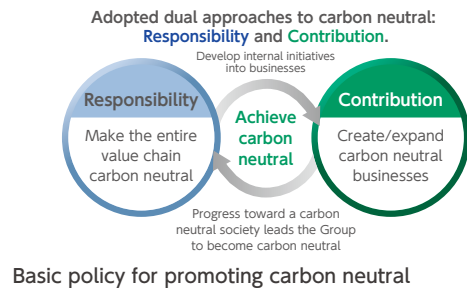 Adopted dual approaches to carbon neutral:
Responsibility and Contribution.
Develop internal initiatives
into businesses
Responsibility
Make the entire
value chain
carbon neutral
Achieve
carbon
neutral
Contribution
Create/expand
carbon neutral
businesses
Progress toward a carbon
neutral society leads the Group
to become carbon neutral
Basic policy for promoting carbon neutral